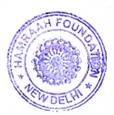 ★ HAMRAAH FOUNDATION ★
NEW DELHI